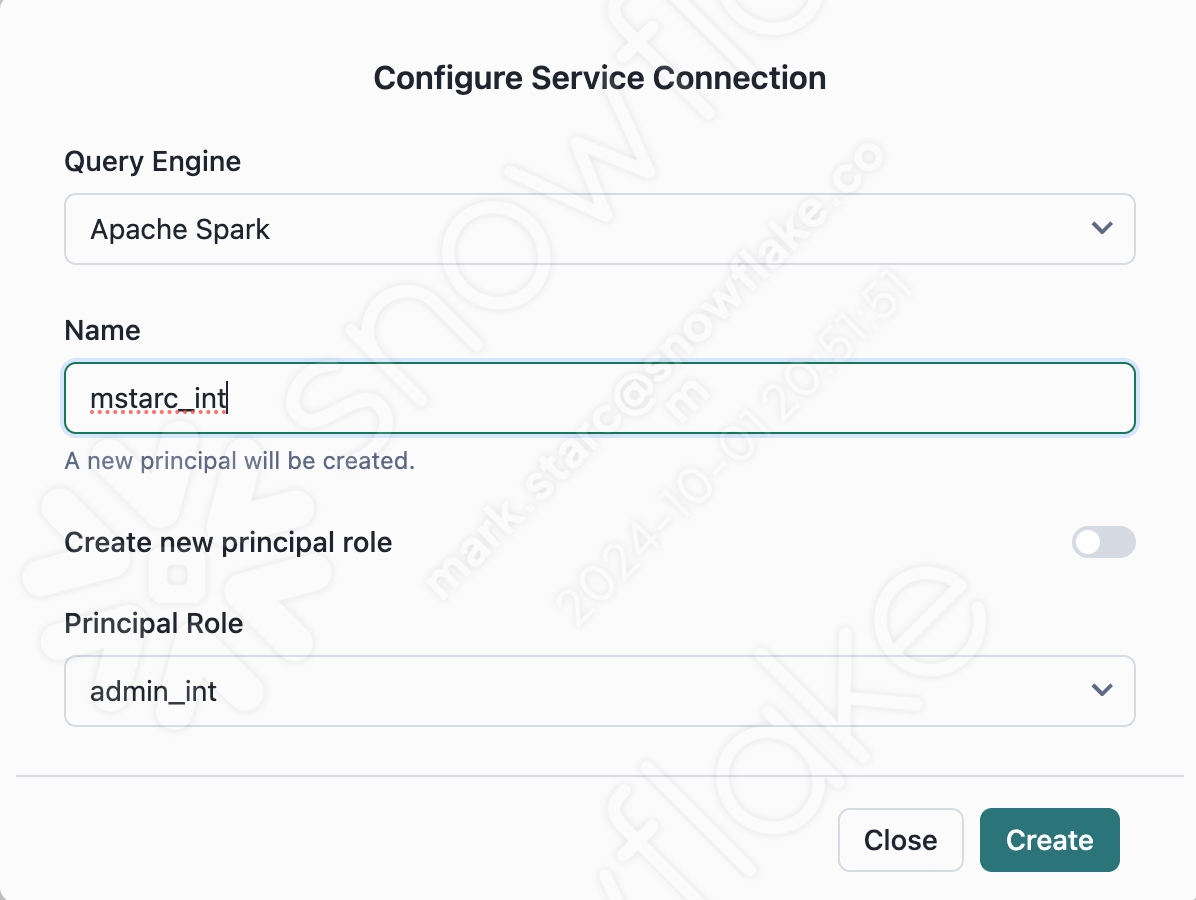 Configure Service Connection
Query Engine
Apache Spark
Name
mstarc_int
A new principal will be created.
Create new principal role
Principal Role
admin_int
Close
Create
snowflake
mark.starc@snowflake.co
m
2024-10-01 20:51:51
wflake